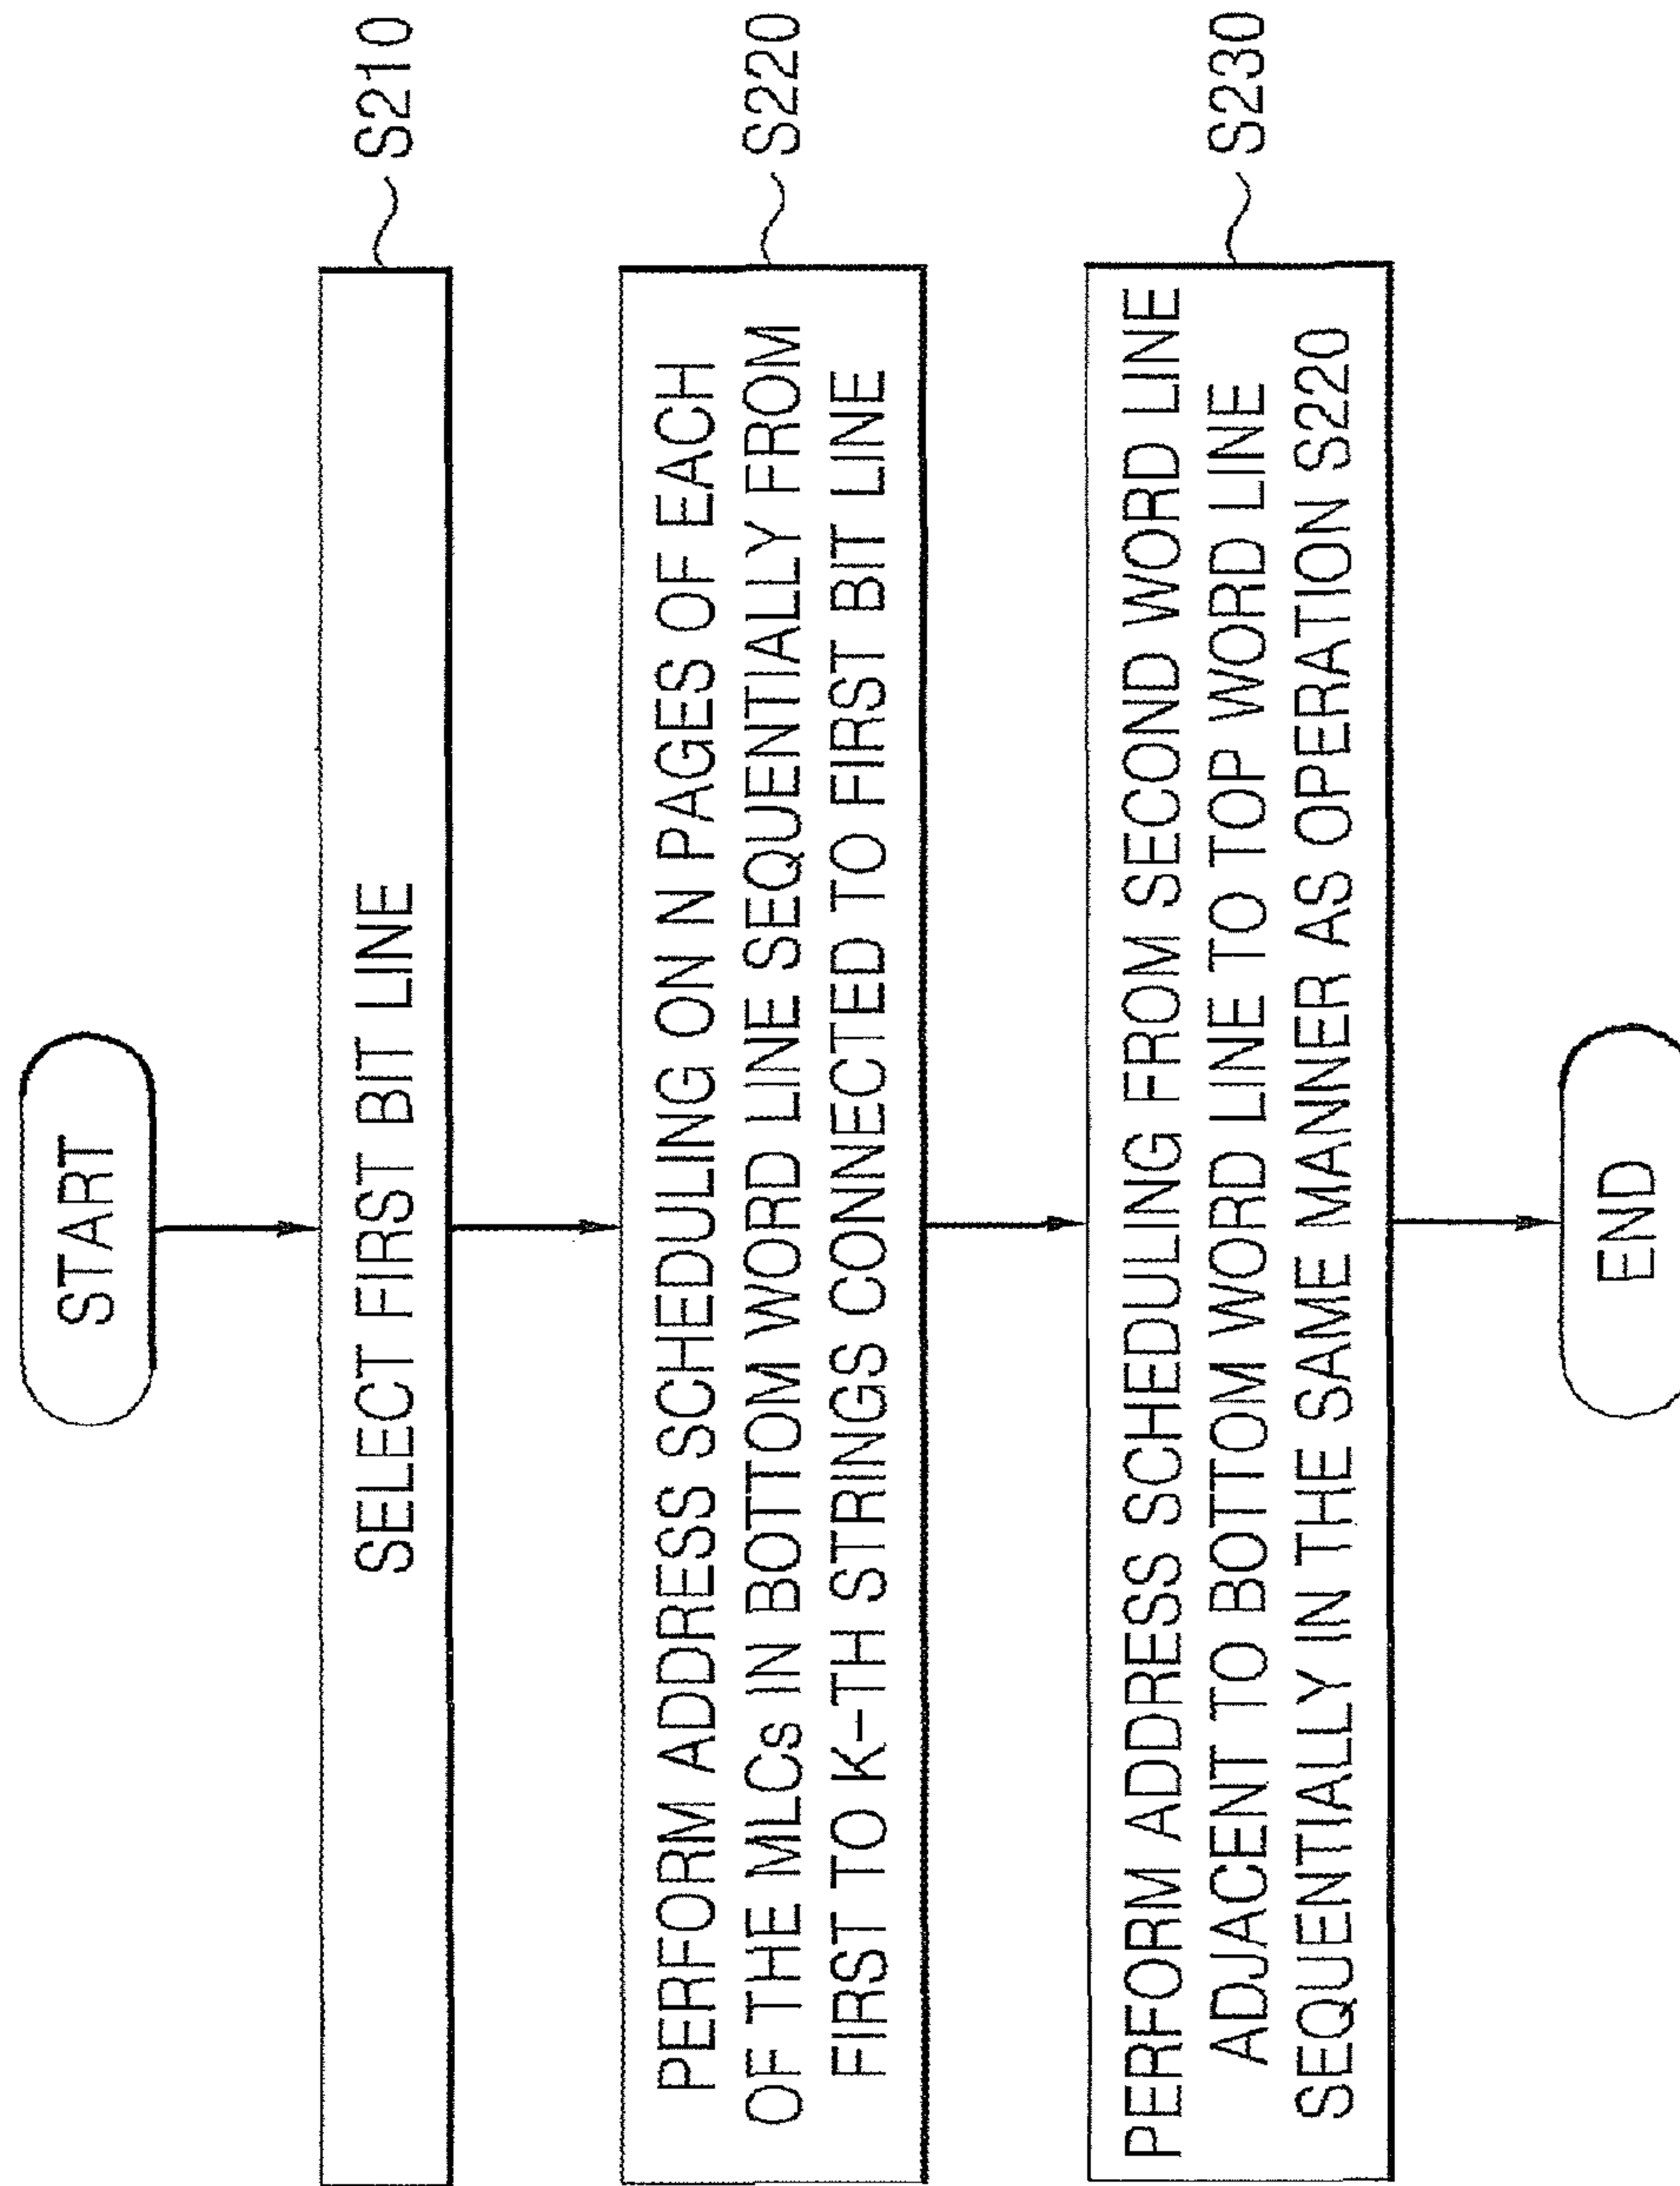 START
SELECT FIRST BIT LINE
S210
PERFORM ADDRESS SCHEDULING ON N PAGES OF EACH
OF THE MLCs IN BOTTOM WORD LINE SEQUENTIALLY FROM
FIRST TO K-TH STRINGS CONNECTED TO FIRST BIT LINE
S220
PERFORM ADDRESS SCHEDULING FROM SECOND WORD LINE
ADJACENT TO BOTTOM WORD LINE TO TOP WORD LINE
SEQUENTIALLY IN THE SAME MANNER AS OPERATION S220
S230
END